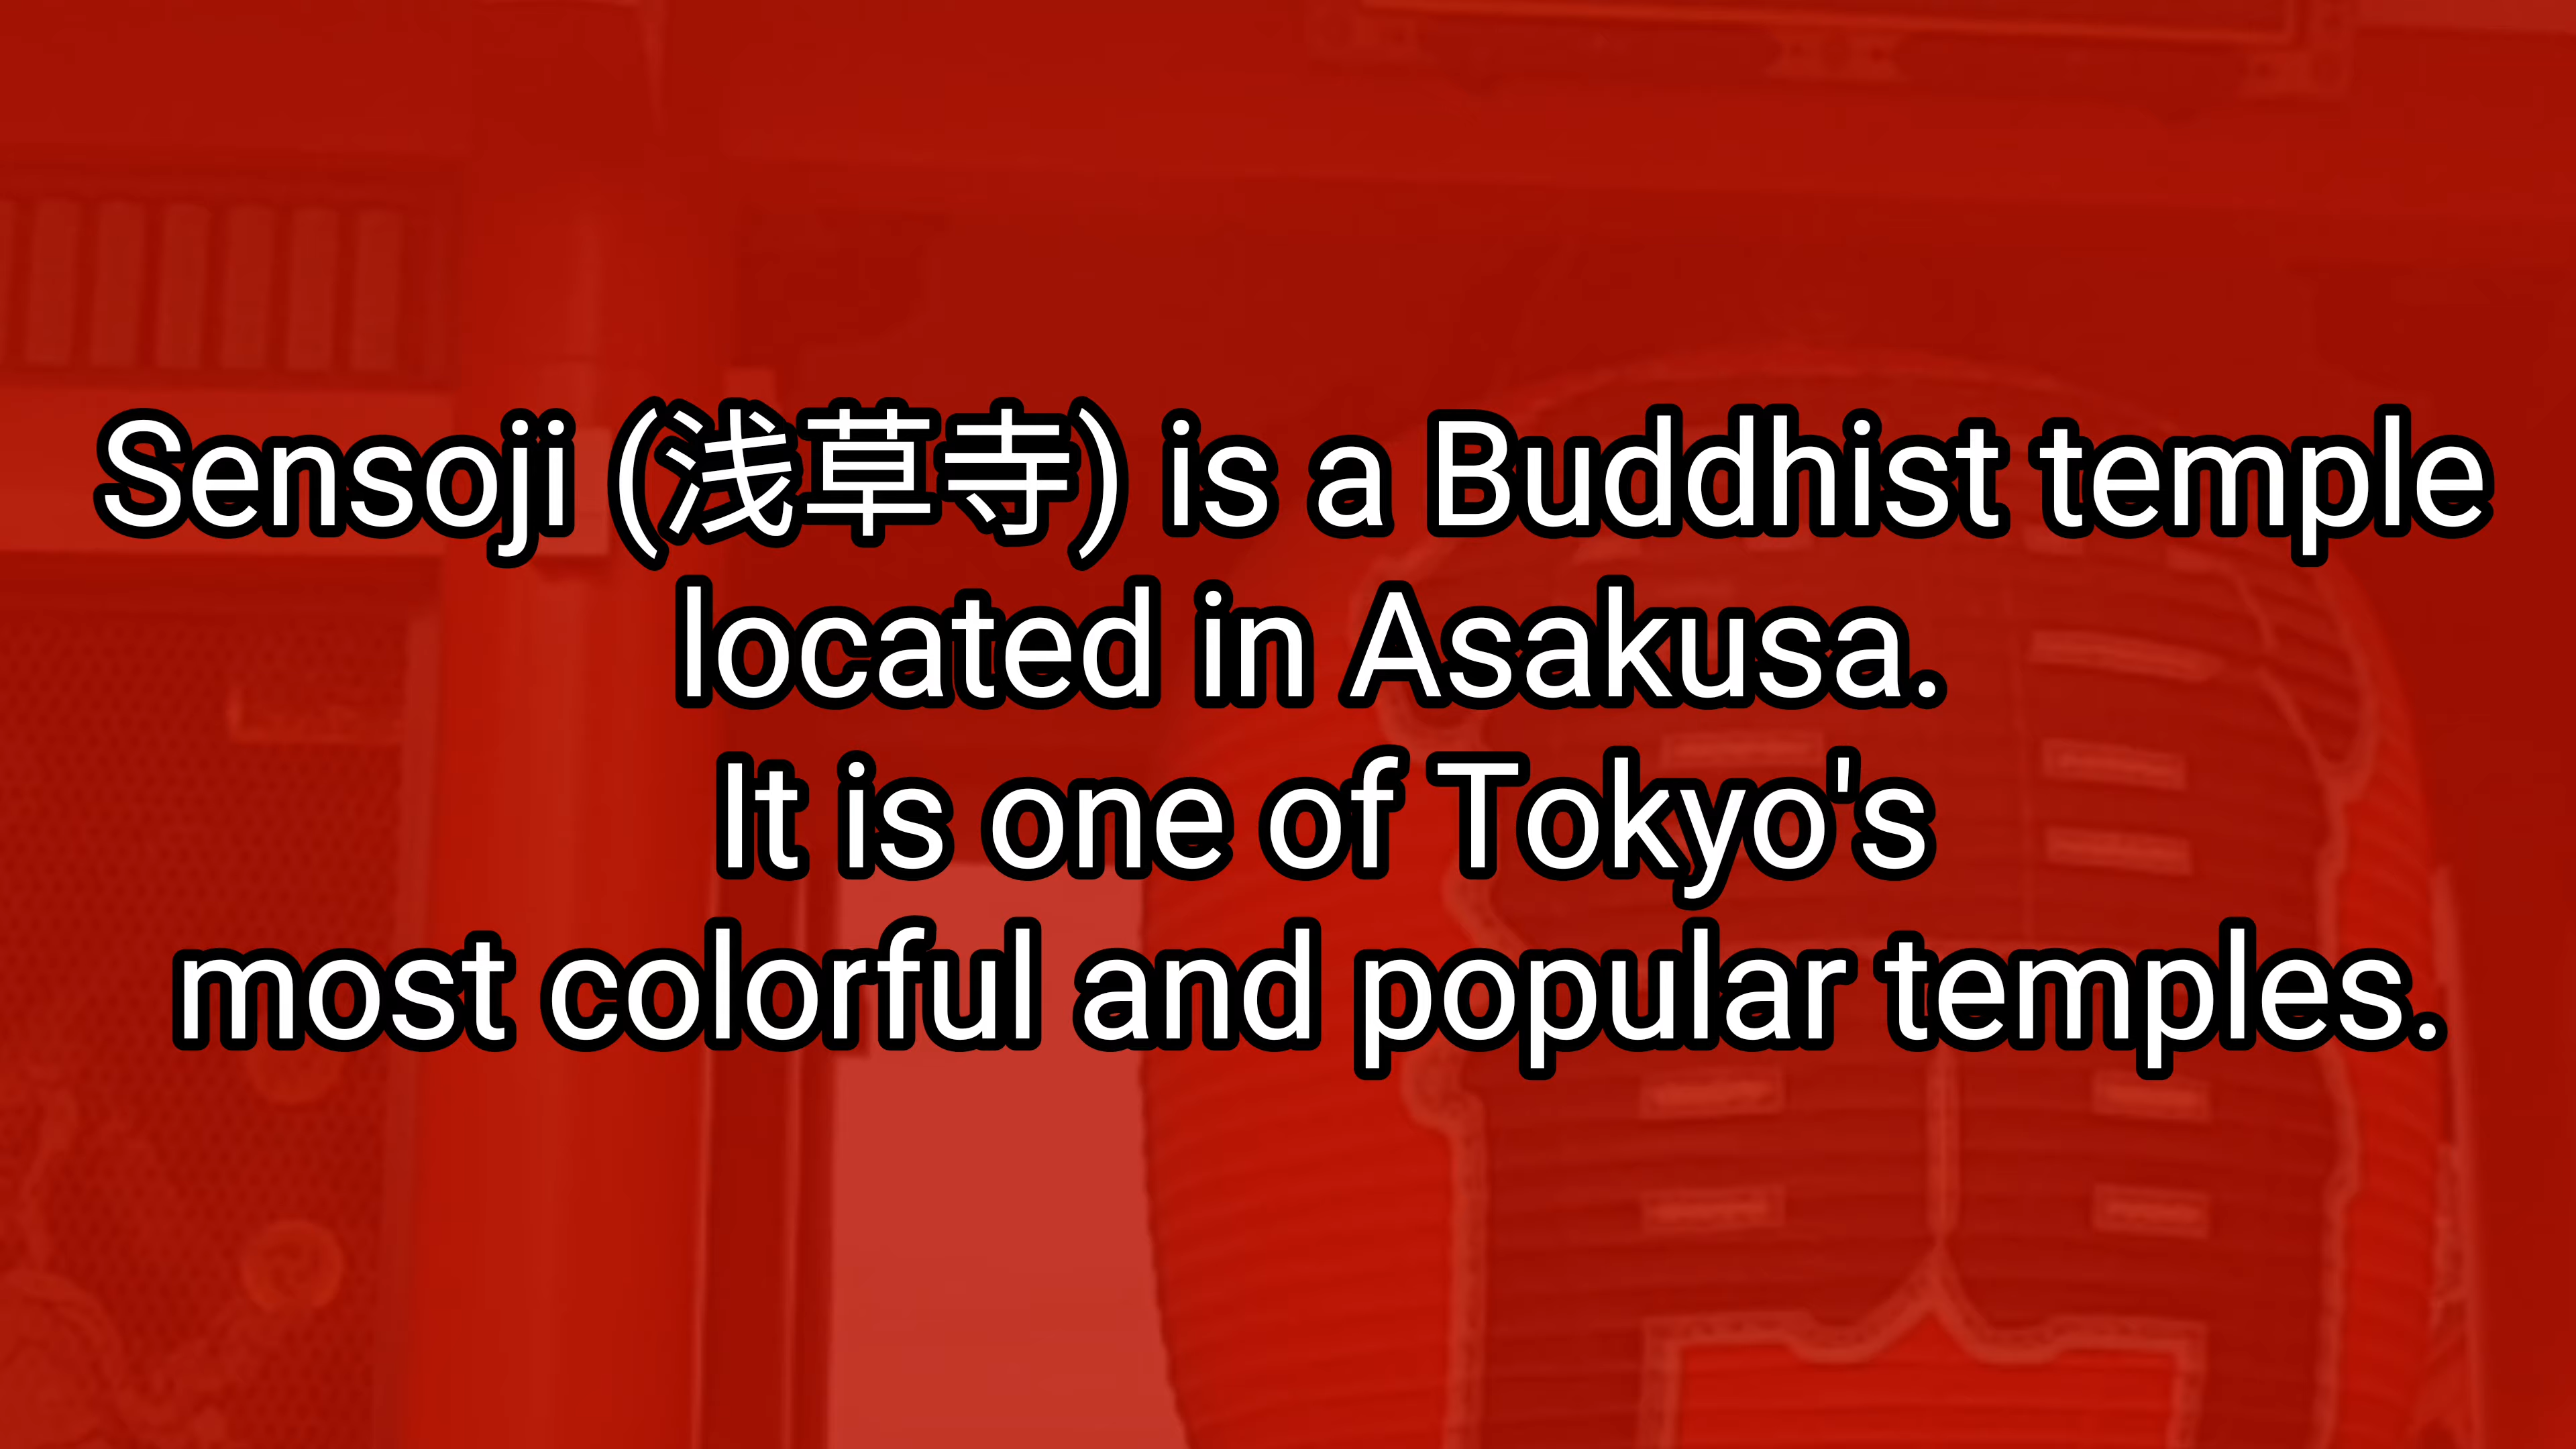 Sensoji (浅草寺) is a Buddhist temple
located in Asakusa.
It is one of Tokyo's
most colorful and popular temples.